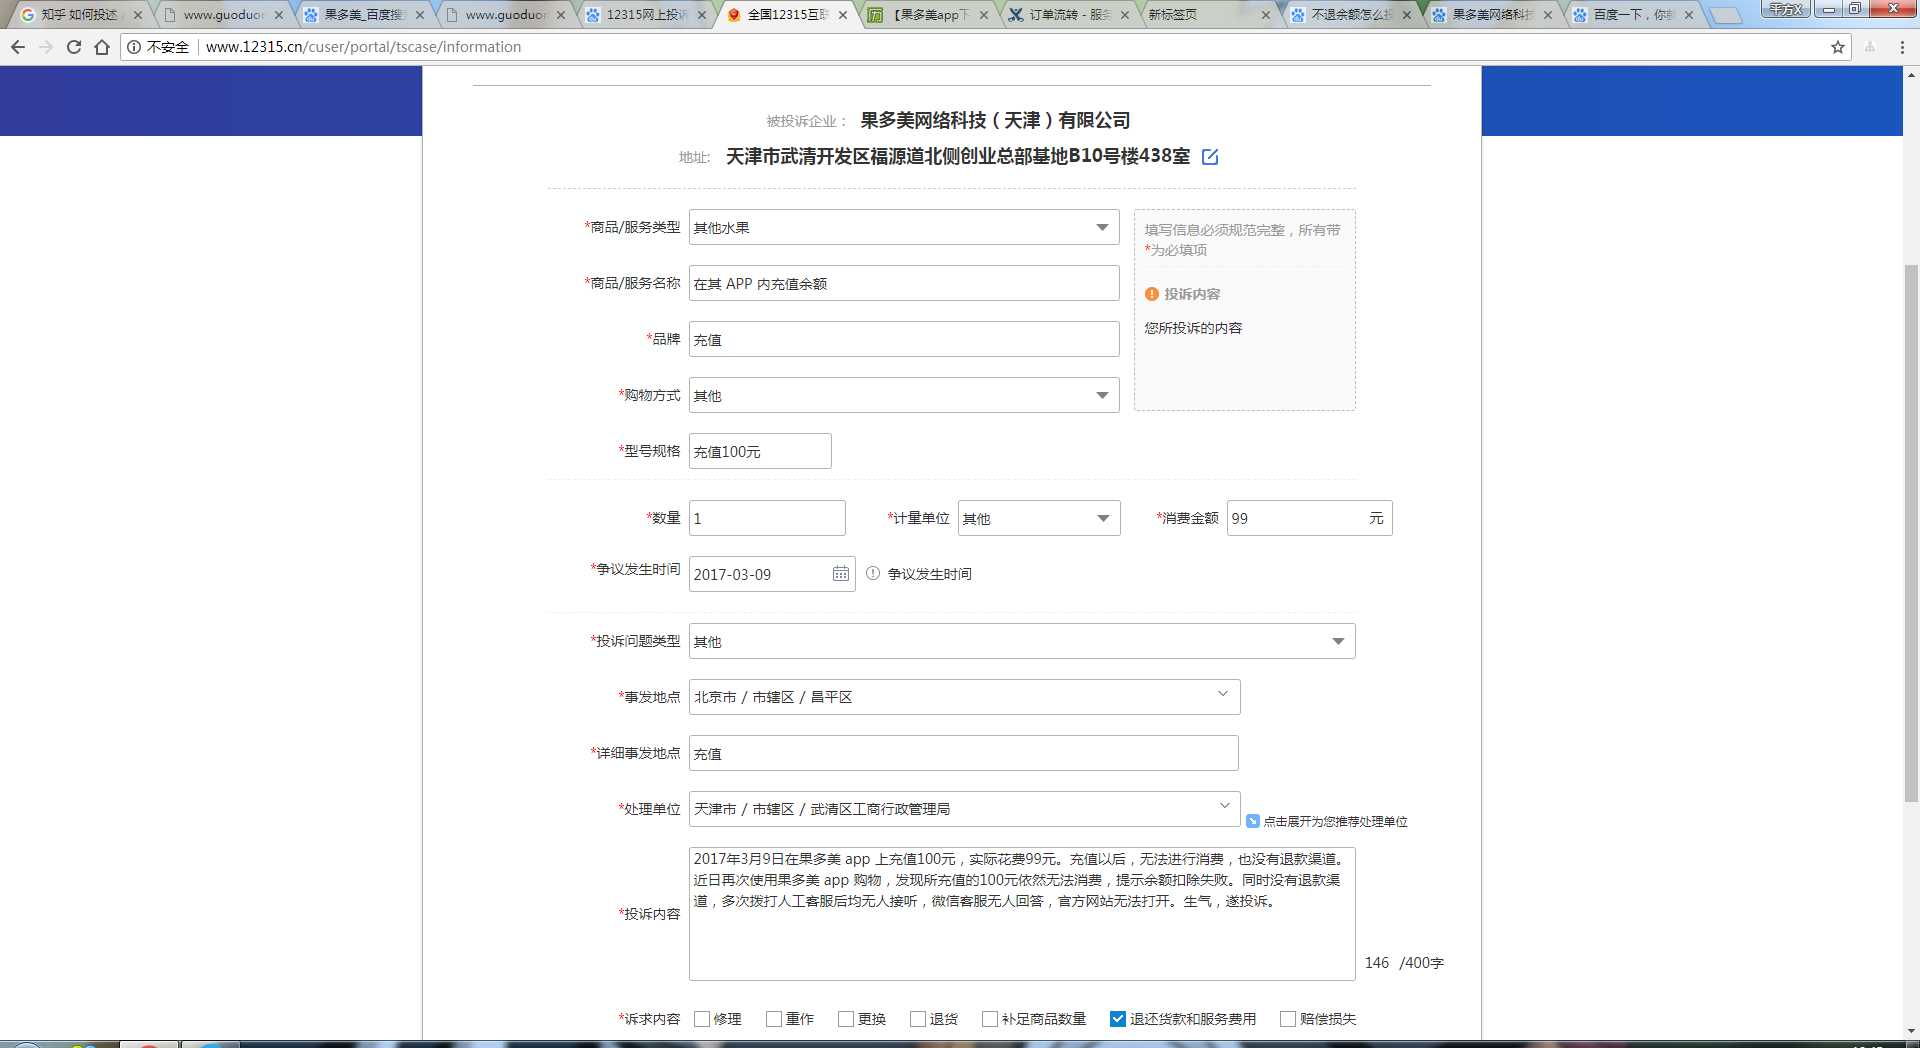 知乎 如何投述
www.guoduor
果多美_百度搜
www.guoduor
12315网上投诉
全国12315互联
【果多美app下
订单流转 - 服务
新标签页
不退余额怎么投
果多美网络科技
百度一下，你就
平方X
不安全 www.12315.cn/cuser/portal/tscase/information
被投诉企业： 果多美网络科技（天津）有限公司
地址: 天津市武清开发区福源道北侧创业总部基地B10号楼438室
*商品/服务类型 其他水果
填写信息必须规范完整，所有带
*为必填项
*商品/服务名称 在其 APP 内充值余额
投诉内容
您所投诉的内容
*品牌 充值
*购物方式 其他
*型号规格 充值100元
*数量 1 *计量单位 其他 *消费金额 99 元
*争议发生时间 2017-03-09 争议发生时间
*投诉问题类型 其他
*事发地点 北京市 / 市辖区 / 昌平区
*详细事发地点 充值
*处理单位 天津市 / 市辖区 / 武清区工商行政管理局
点击展开为您推荐处理单位
*投诉内容
2017年3月9日在果多美 app 上充值100元，实际花费99元。充值以后，无法进行消费，也没有退款渠道。
近日再次使用果多美 app 购物，发现所充值的100元依然无法消费，提示余额扣除失败。同时没有退款渠
道，多次拨打人工客服后均无人接听，微信客服无人回答，官方网站无法打开。生气，遂投诉。
146 /400字
*诉求内容 修理 重作 更换 退货 补足商品数量 退还货款和服务费用 赔偿损失